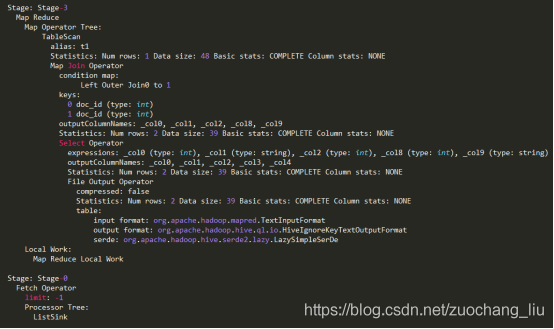 Stage: Stage-3
Map Reduce
Map Operator Tree:
TableScan
alias: t1
Statistics: Num rows: 1 Data size: 48 Basic stats: COMPLETE Column stats: NONE
Map Join Operator
condition map:
Left Outer Join0 to 1
keys:
0 doc_id (type: int)
1 doc_id (type: int)
outputColumnNames: _col0, _col1, _col2, _col8, _col9
Statistics: Num rows: 2 Data size: 39 Basic stats: COMPLETE Column stats: NONE
Select Operator
expressions: _col0 (type: int), _col1 (type: string), _col2 (type: int), _col8 (type: int), _col9 (type: string)
outputColumnNames: _col0, _col1, _col2, _col3, _col4
Statistics: Num rows: 2 Data size: 39 Basic stats: COMPLETE Column stats: NONE
File Output Operator
compressed: false
Statistics: Num rows: 2 Data size: 39 Basic stats: COMPLETE Column stats: NONE
table:
input format: org.apache.hadoop.mapred.TextInputFormat
output format: org.apache.hadoop.hive.ql.io.HiveIgnoreKeyTextOutputFormat
serde: org.apache.hadoop.hive.serde2.lazy.LazySimpleSerDe
Local Work:
Map Reduce Local Work
Stage: Stage-0
Fetch Operator
limit: -1
Processor Tree:
ListSink
https://blog.csdn.net/zuochang_liu